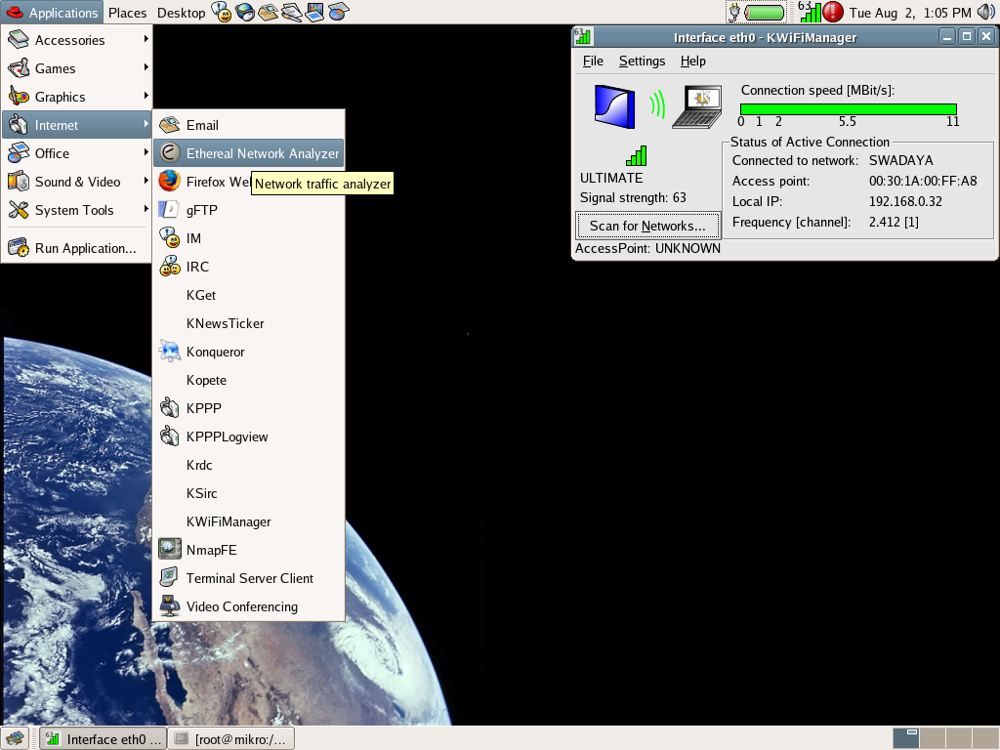 Applications Places Desktop 63 Tue Aug 2, 1:05 PM
Accessories
Games
Graphics
Internet
Office
Sound & Video
System Tools
Run Application...
Email
Ethereal Network Analyzer
Firefox We
Network traffic analyzer
gFTP
IM
IRC
KGet
KNewsTicker
Konqueror
Kopete
KPPP
KPPPLogview
Krdc
KSirc
KWiFiManager
NmapFE
Terminal Server Client
Video Conferencing
63 Interface eth0 - KWiFiManager
File Settings Help
Connection speed [MBit/s]:
0 1 2 5.5 11
ULTIMATE
Signal strength: 63
Scan for Networks...
AccessPoint: UNKNOWN
Status of Active Connection
Connected to network: SWADAYA
Access point: 00:30:1A:00:FF:A8
Local IP: 192.168.0.32
Frequency [channel]: 2.412 [1]
63 Interface eth0 ... [root@mikro:/...